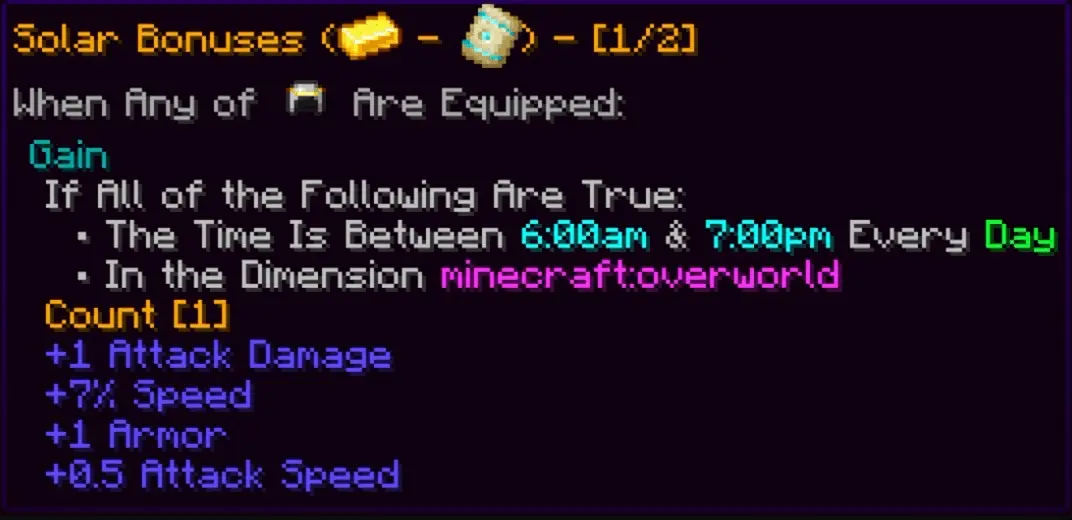 Solar Bonuses ( - ) - [1/2]
When Any of Are Equipped:
Gain
If All of the Following Are True:
• The Time Is Between 6:00am & 7:00pm Every Day
• In the Dimension minecraft:overworld
Count [1]
+1 Attack Damage
+7% Speed
+1 Armor
+0.5 Attack Speed